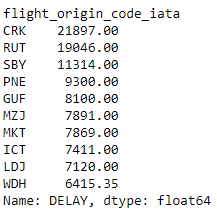 flight_origin_code_iata
CRK    21897.00
RUT    19046.00
SBY    11314.00
PNE     9300.00
GUF     8100.00
MZJ     7891.00
MKT     7869.00
ICT     7411.00
LDJ     7120.00
WDH     6415.35
Name: DELAY, dtype: float64